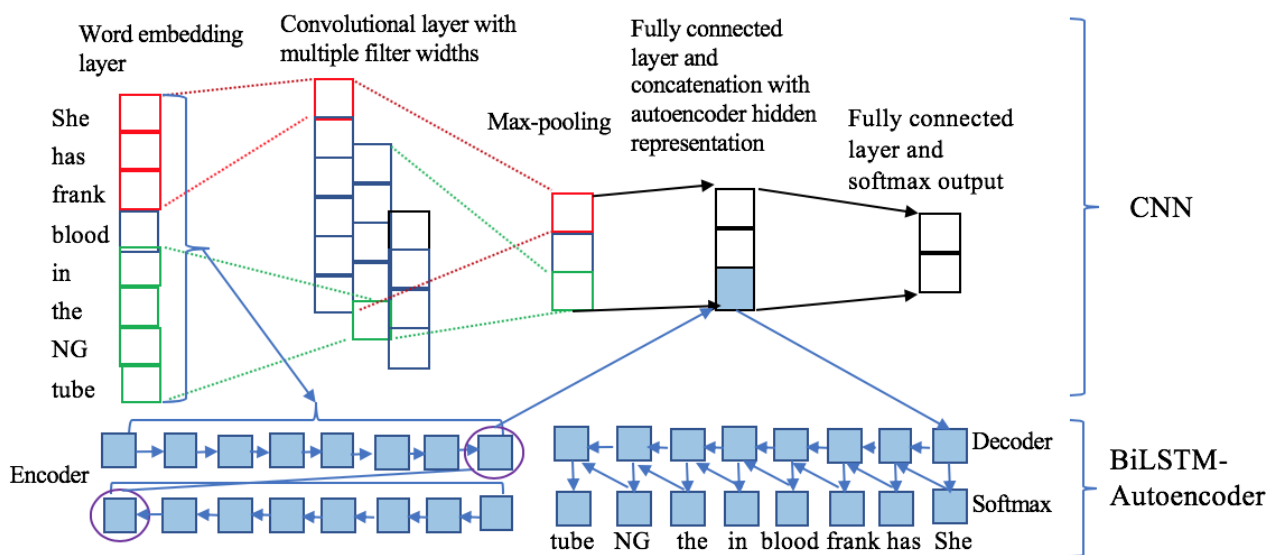 Word embedding
layer
Convolutional layer with
multiple filter widths
Max-pooling
Fully connected
layer and
concatenation with
autoencoder hidden
representation
Fully connected
layer and
softmax output
She
has
frank
blood
in
the
NG
tube
CNN
Encoder
Decoder
Softmax
tube NG the in blood frank has She
BiLSTM-
Autoencoder